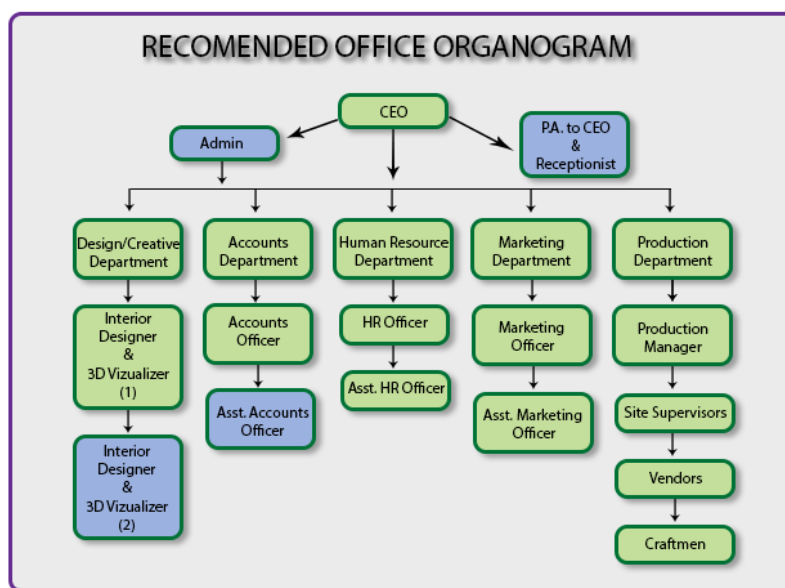 RECOMENDED OFFICE ORGANOGRAM
CEO
Admin
P.A. to CEO
&
Receptionist
Design/Creative
Department
Accounts
Department
Human Resource
Department
Marketing
Department
Production
Department
Interior
Designer
&
3D Vizualizer
(1)
Accounts
Officer
HR Officer
Marketing
Officer
Production
Manager
Asst. Accounts
Officer
Asst. HR Officer
Asst. Marketing
Officer
Site Supervisors
Interior
Designer
&
3D Vizualizer
(2)
Vendors
Craftmen